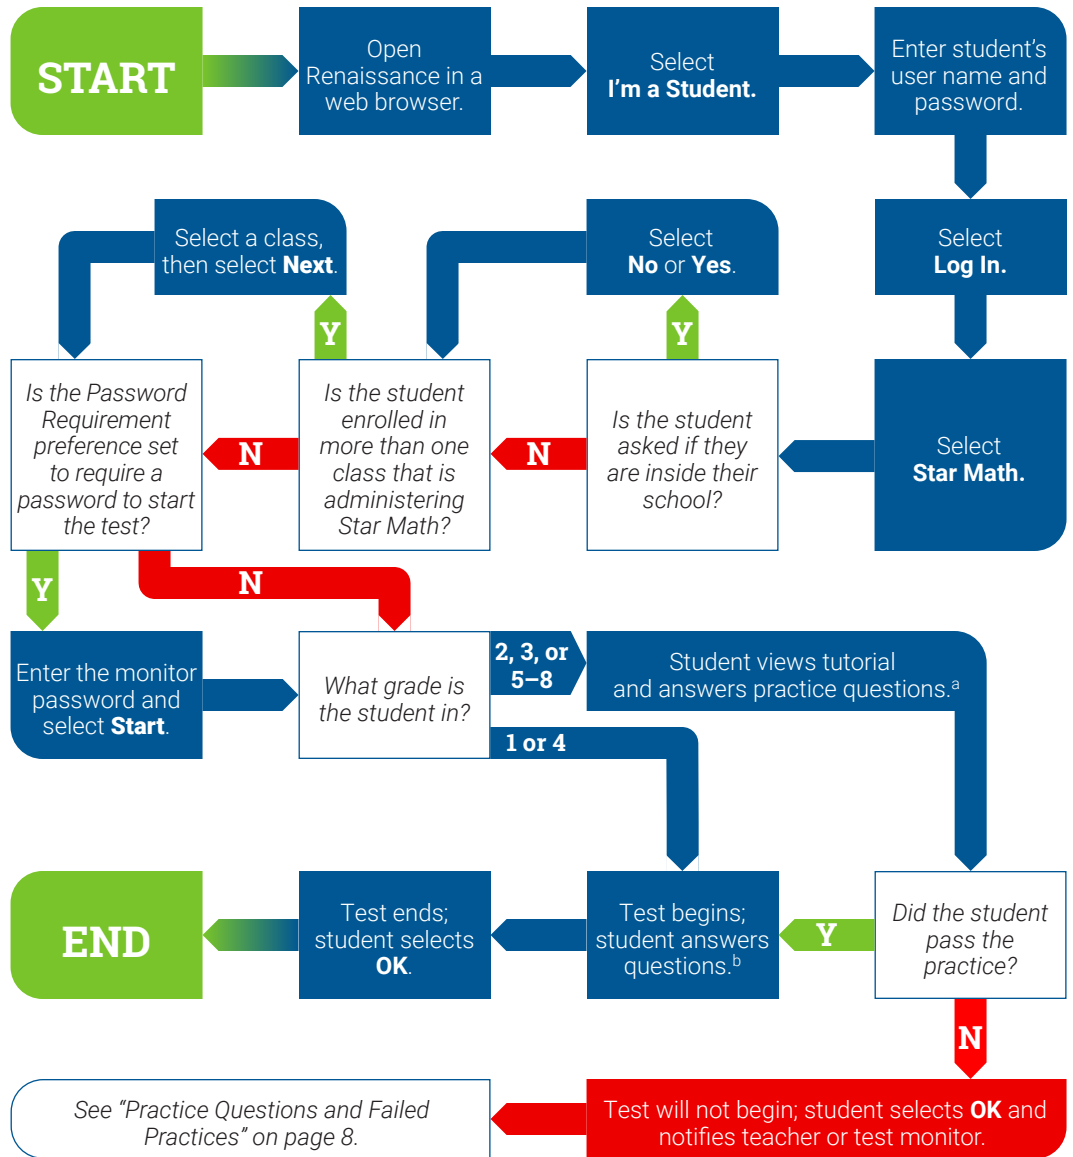 START
Open
Renaissance in a
web browser.
Select
I'm a Student.
Enter student's
user name and
password.
Select
Log In.
Select
Star Math.
Is the student
asked if they
are inside their
school?
Y
Select
No or Yes.
N
Is the student
enrolled in
more than one
class that is
administering
Star Math?
Y
Select a class,
then select Next.
N
Is the Password
Requirement
preference set
to require a
password to start
the test?
Y
N
Enter the monitor
password and
select Start.
What grade is
the student in?
2, 3, or
5–8
1 or 4
Student views tutorial
and answers practice questions.a
Did the student
pass the
practice?
Y
Test begins;
student answers
questions.b
Test ends;
student selects
OK.
END
N
Test will not begin; student selects OK and
notifies teacher or test monitor.
See “Practice Questions and Failed
Practices” on page 8.